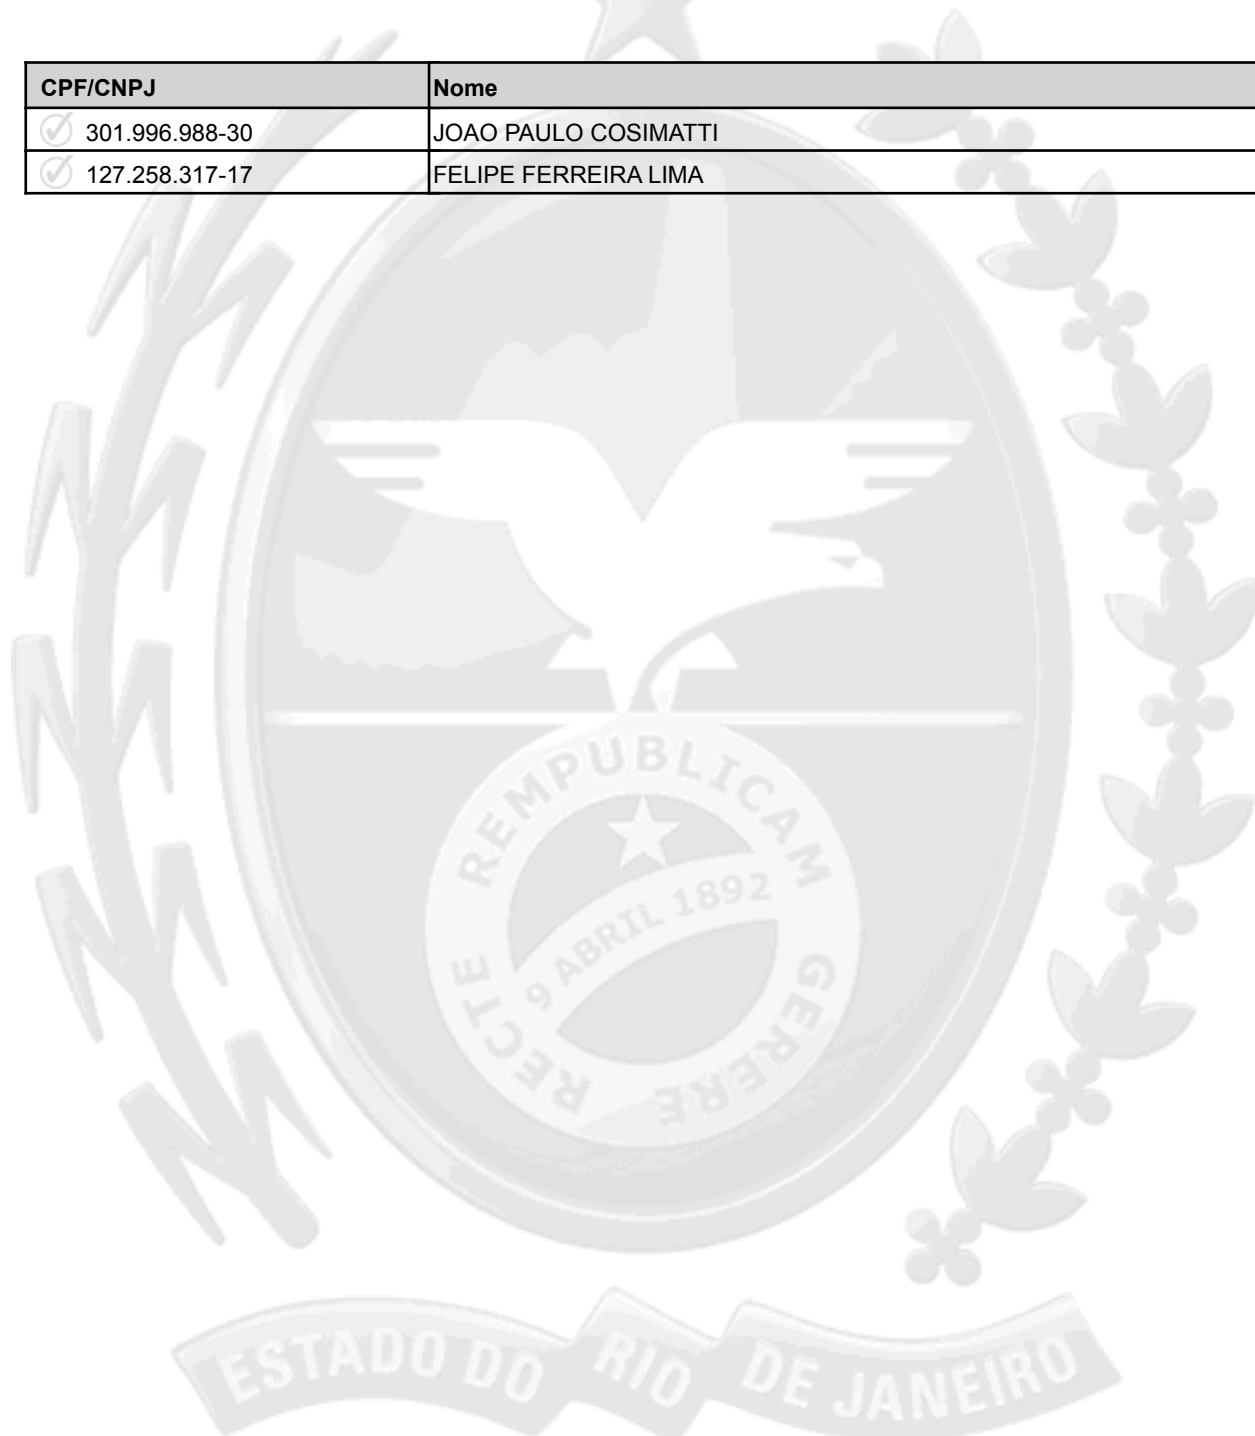 CPF/CNPJ Nome
301.996.988-30 JOAO PAULO COSIMATTI
127.258.317-17 FELIPE FERREIRA LIMA
RECTE REMPUBLICAM GERERE
9 ABRIL 1892
ESTADO DO RIO DE JANEIRO